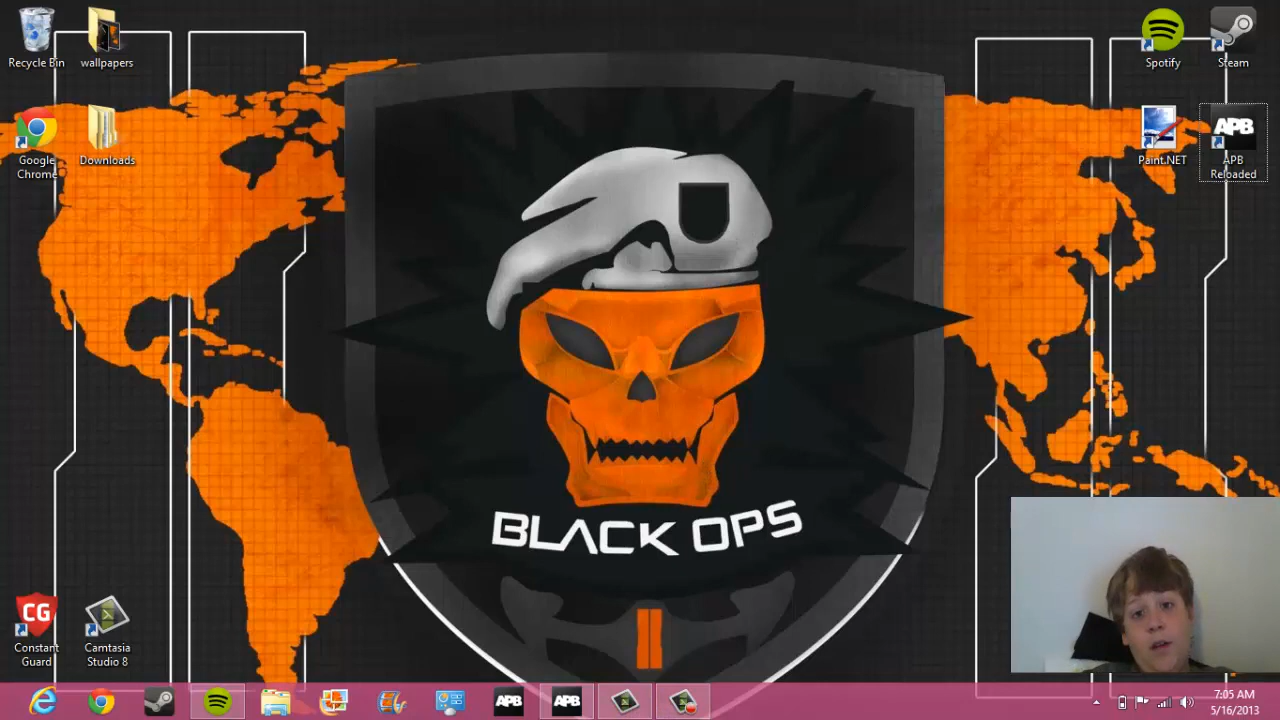 Recycle Bin
wallpapers
Spotify
Steam
Google
Chrome
Downloads
Paint.NET
APB
APB
Reloaded
BLACK OPS
II
CG
Constant
Guard
Camtasia
Studio 8
APB
APB
7:05 AM
5/16/2013